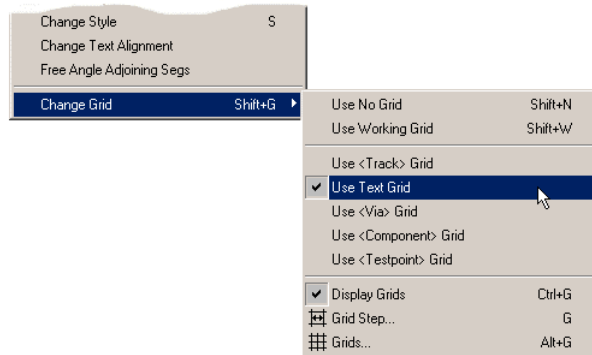 Change Style S
Change Text Alignment
Free Angle Adjoining Segs
Change Grid Shift+G
Use No Grid Shift+N
Use Working Grid Shift+W
Use <Track> Grid
Use Text Grid
Use <Via> Grid
Use <Component> Grid
Use <Testpoint> Grid
Display Grids Ctrl+G
Grid Step... G
Grids... Alt+G